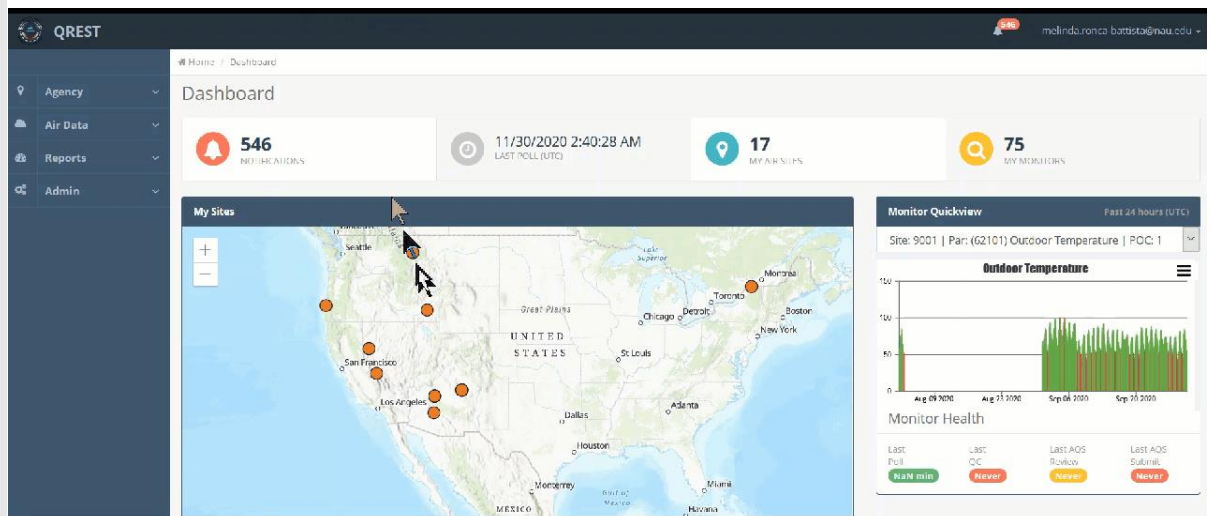 QREST
546
melinda.ronca-battista@nau.edu
Home / Dashboard
Agency
Air Data
Reports
Admin
Dashboard
546
NOTIFICATIONS
11/30/2020 2:40:28 AM
LAST POLL (UTC)
17
MY AIR SITES
75
MY MONITORS
My Sites
+
−
Seattle
Lake Superior
Montreal
Toronto
Great Plains
Chicago
Detroit
Boston
New York
UNITED
STATES
St Louis
San Francisco
Los Angeles
Atlanta
Dallas
Houston
Monterrey
Miami
Gulf of
Mexico
MEXICO
Havana
Monitor Quickview
Past 24 hours (UTC)
Site: 9001 | Par: (62101) Outdoor Temperature | POC: 1
Outdoor Temperature
150
100
50
0
Aug 09 2020
Aug 23 2020
Sep 06 2020
Sep 20 2020
Monitor Health
Last
Poll
NaN min
Last
QC
Never
Last AQS
Review
Never
Last AQS
Submit
Never